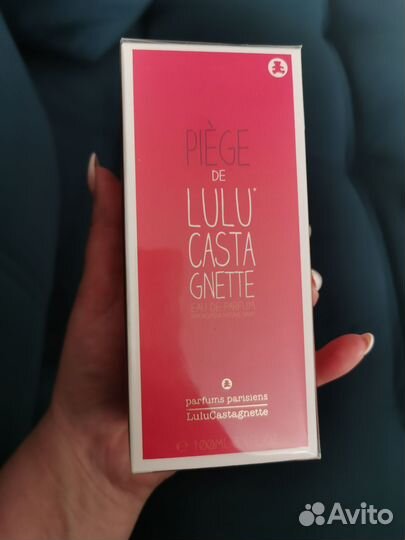 PIÈGE
DE
LULU*
CASTA
GNETTE
EAU DE PARFUM
parfums parisiens
LuluCastagnette
e 100ML
Avito